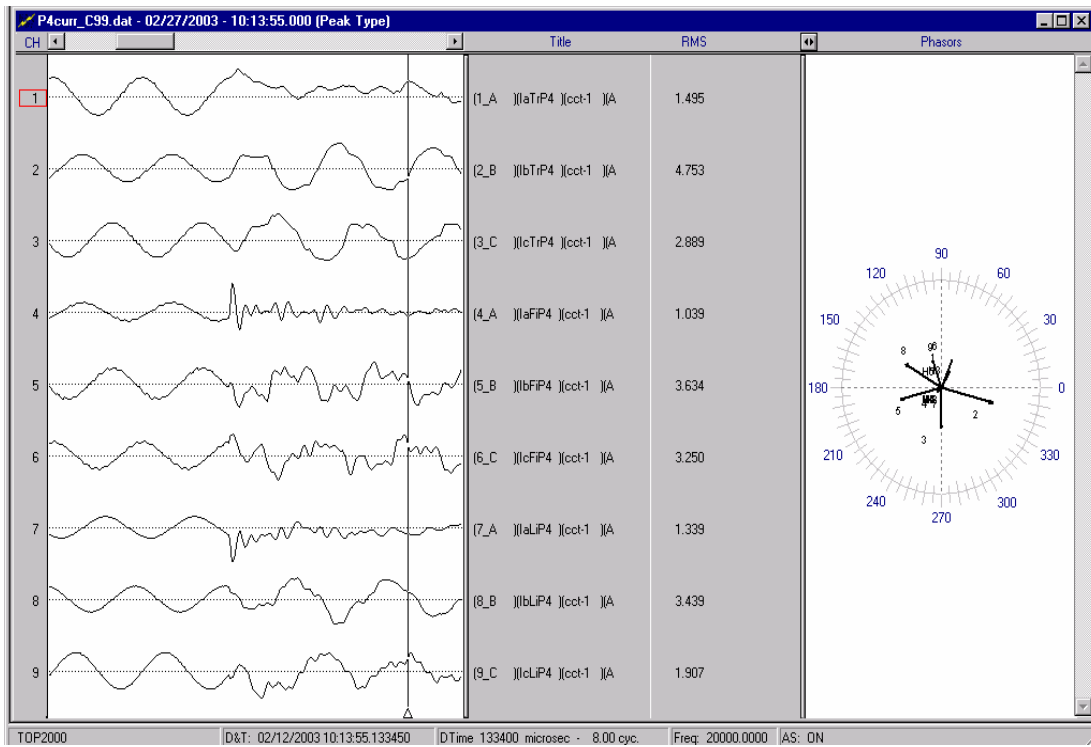 P4curr_C99.dat - 02/27/2003 - 10:13:55.000 (Peak Type)
CH Title RMS Phasors
1 (1_A )(IaTrP4 )(cct-1 )(A 1.495
2 (2_B )(IbTrP4 )(cct-1 )(A 4.753
3 (3_C )(IcTrP4 )(cct-1 )(A 2.889
4 (4_A )(IaFiP4 )(cct-1 )(A 1.039
5 (5_B )(IbFiP4 )(cct-1 )(A 3.634
6 (6_C )(IcFiP4 )(cct-1 )(A 3.250
7 (7_A )(IaLiP4 )(cct-1 )(A 1.339
8 (8_B )(IbLiP4 )(cct-1 )(A 3.439
9 (9_C )(IcLiP4 )(cct-1 )(A 1.907
90
120 60
150 30
8 96
180 0
5 2
3
210 330
240 300
270
TOP2000 D&T: 02/12/2003 10:13:55.133450 DTime 133400 microsec - 8.00 cyc. Freq: 20000.0000 AS: ON